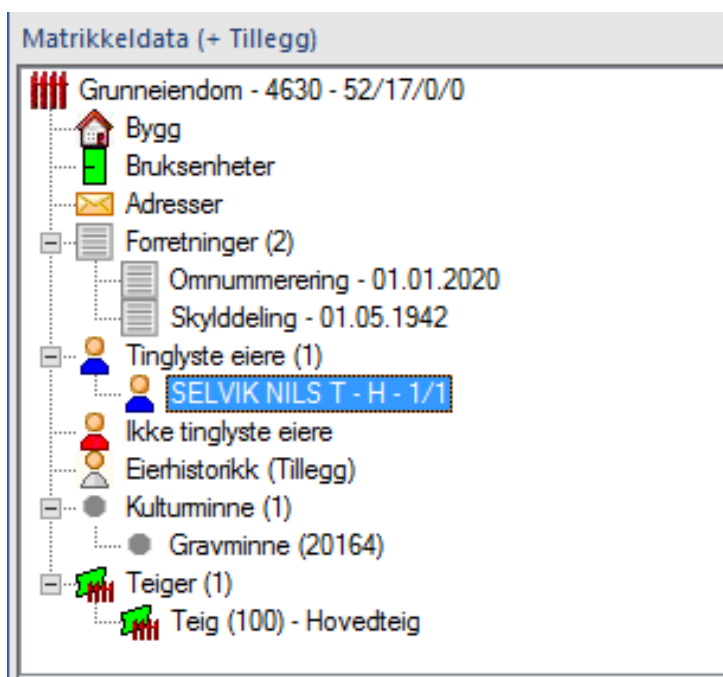 Matrikkeldata (+ Tillegg)
Grunneiendom - 4630 - 52/17/0/0
Bygg
Bruksenheter
Adresser
Forretninger (2)
Omnummerering - 01.01.2020
Skylddeling - 01.05.1942
Tinglyste eiere (1)
SELVIK NILS T - H - 1/1
Ikke tinglyste eiere
Eierhistorikk (Tillegg)
Kulturminne (1)
Gravminne (20164)
Teiger (1)
Teig (100) - Hovedteig